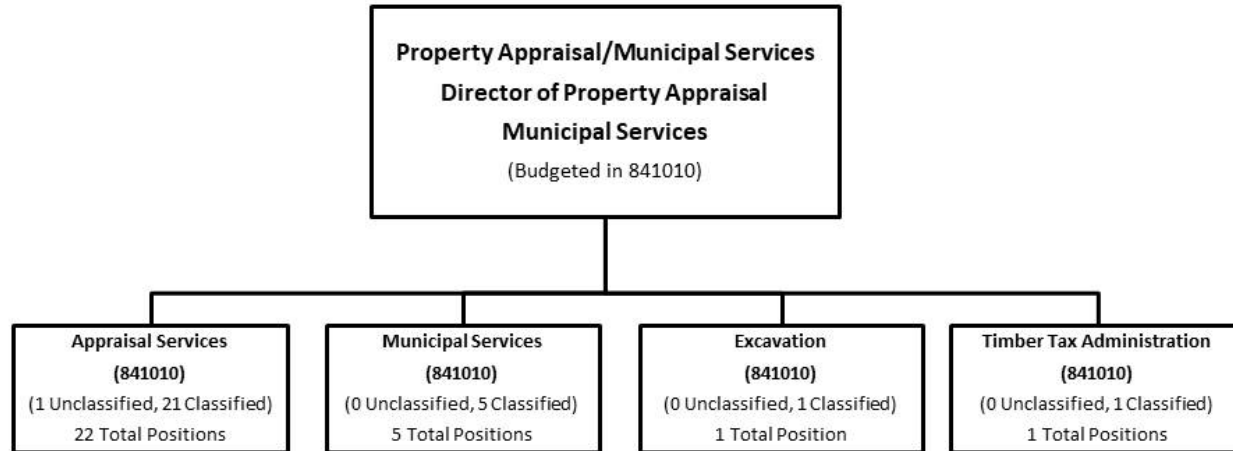 Property Appraisal/Municipal Services
Director of Property Appraisal
Municipal Services
(Budgeted in 841010)
Appraisal Services
(841010)
(1 Unclassified, 21 Classified)
22 Total Positions
Municipal Services
(841010)
(0 Unclassified, 5 Classified)
5 Total Positions
Excavation
(841010)
(0 Unclassified, 1 Classified)
1 Total Position
Timber Tax Administration
(841010)
(0 Unclassified, 1 Classified)
1 Total Positions